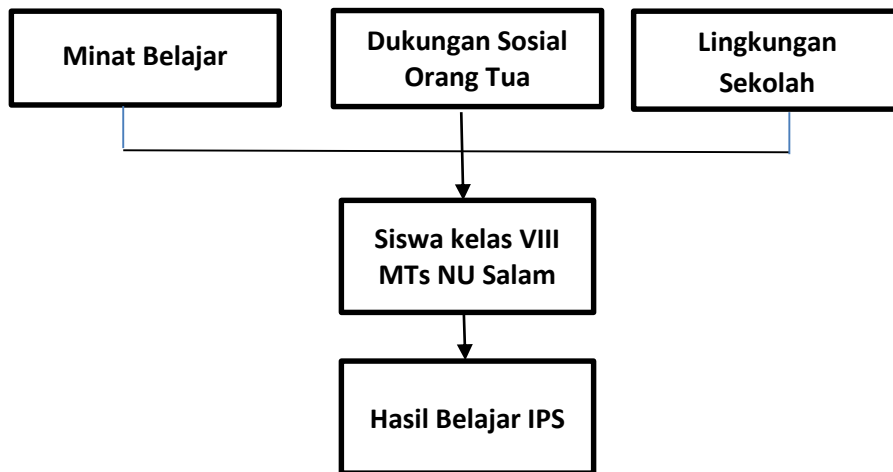 Minat Belajar
Dukungan Sosial
Orang Tua
Lingkungan
Sekolah
Siswa kelas VIII
MTs NU Salam
Hasil Belajar IPS